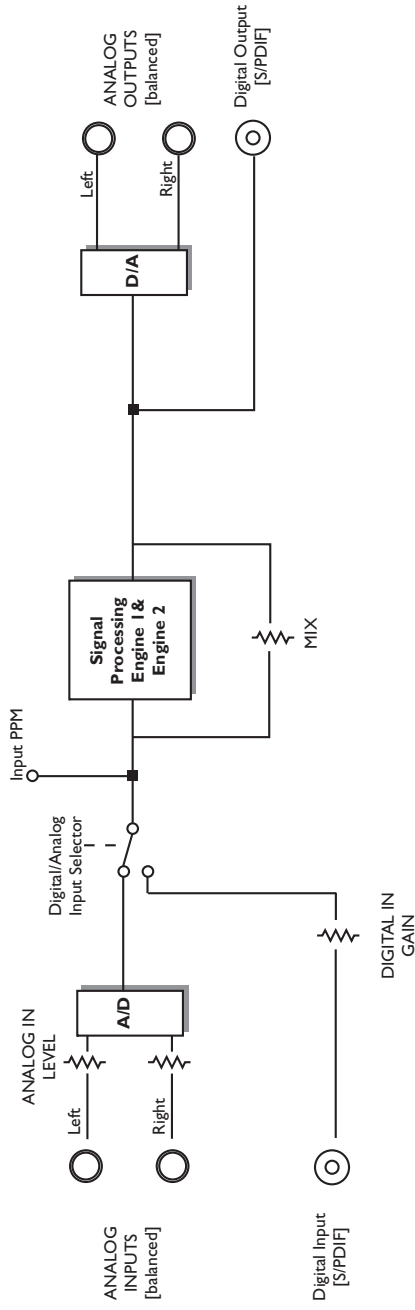 ANALOG
INPUTS
[balanced]
Left
Right
ANALOG IN
LEVEL
A/D
Digital Input
[S/PDIF]
DIGITAL IN
GAIN
Digital/Analog
Input Selector
Input PPM
Signal
Processing
Engine 1 &
Engine 2
MIX
D/A
Left
Right
ANALOG
OUTPUTS
[balanced]
Digital Output
[S/PDIF]